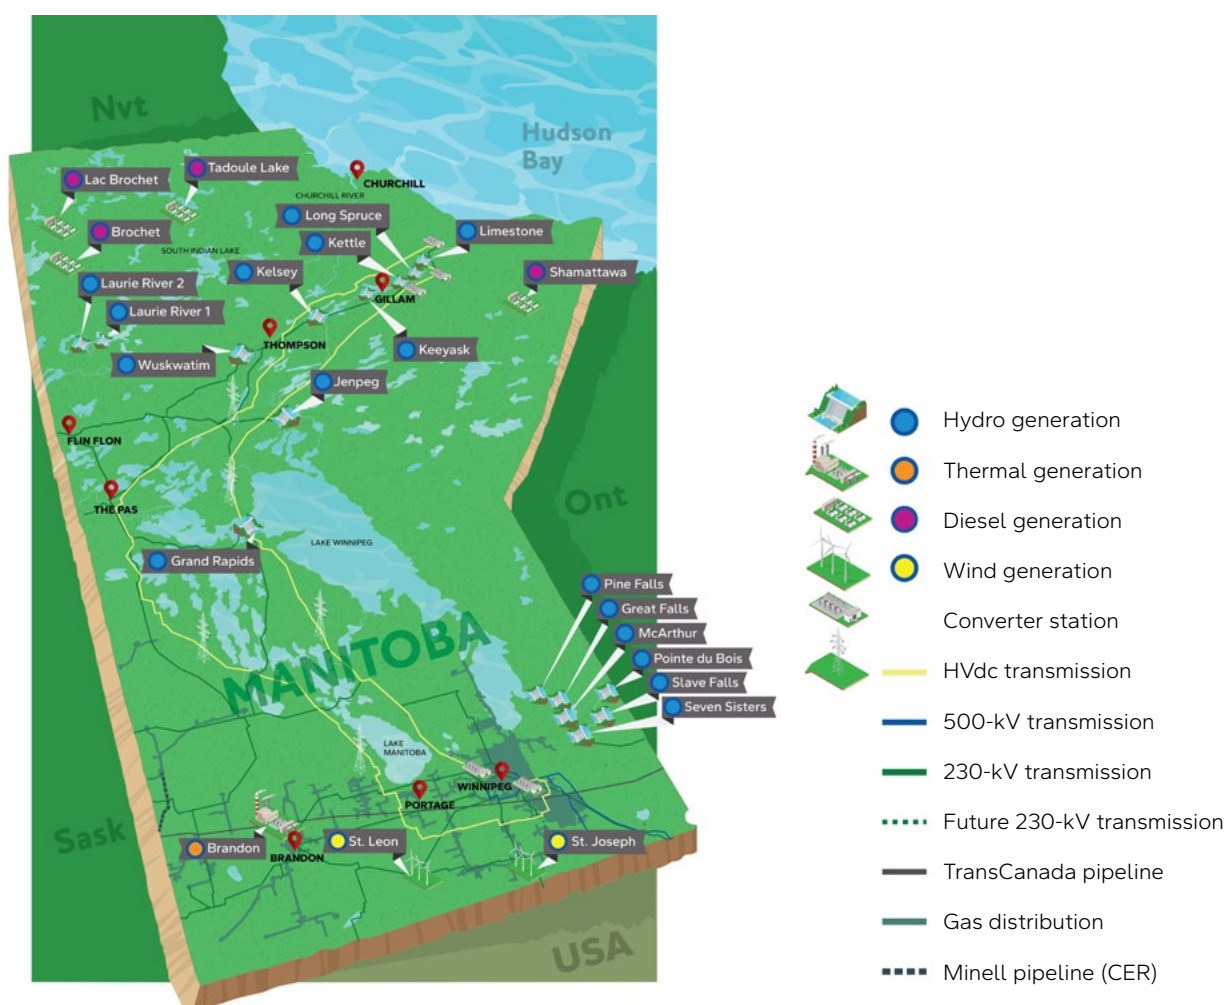 Nvt
Hudson
Bay
Tadoule Lake
Lac Brochet
CHURCHILL
CHURCHILL RIVER
Long Spruce
Brochet
Limestone
Kettle
SOUTH INDIAN LAKE
Kelsey
Shamattawa
Laurie River 2
GILLAM
Laurie River 1
THOMPSON
Keeyask
Wuskwatim
Jenpeg
FLIN FLON
Ont
THE PAS
LAKE WINNIPEG
Grand Rapids
Pine Falls
Great Falls
McArthur
MANITOBA
Pointe du Bois
Slave Falls
Seven Sisters
LAKE
MANITOBA
WINNIPEG
PORTAGE
Sask
St. Leon
St. Joseph
Brandon
BRANDON
USA
Hydro generation
Thermal generation
Diesel generation
Wind generation
Converter station
HVdc transmission
500-kV transmission
230-kV transmission
Future 230-kV transmission
TransCanada pipeline
Gas distribution
Minell pipeline (CER)